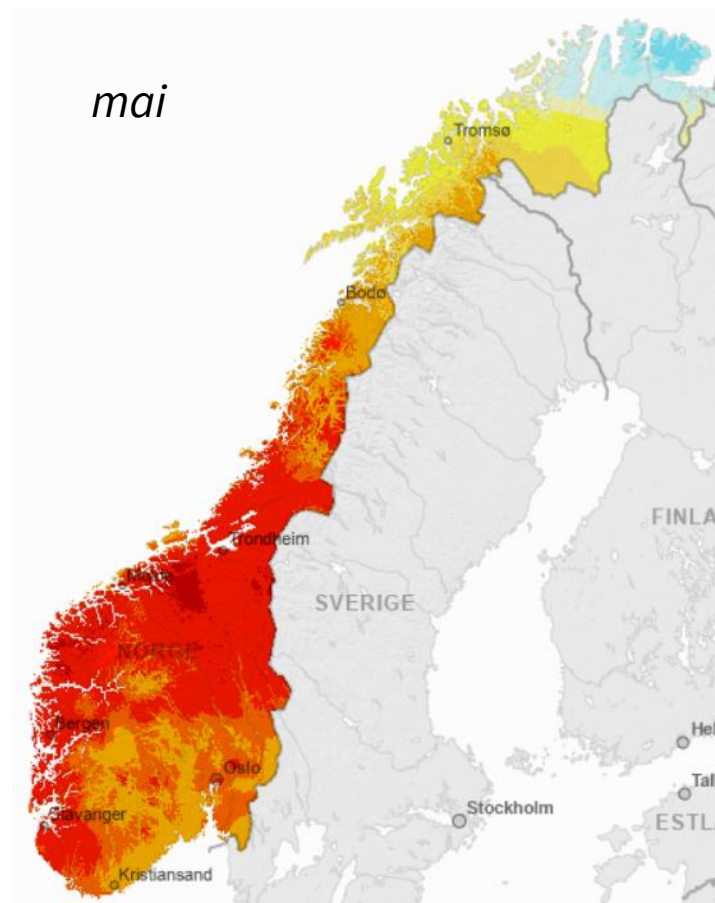 mai
Tromsø
Bodø
FINLA
Trondheim
Molde
SVERIGE
NORGE
Bergen
Hel
Oslo
Tal
Stockholm
Stavanger
ESTL
Kristiansand